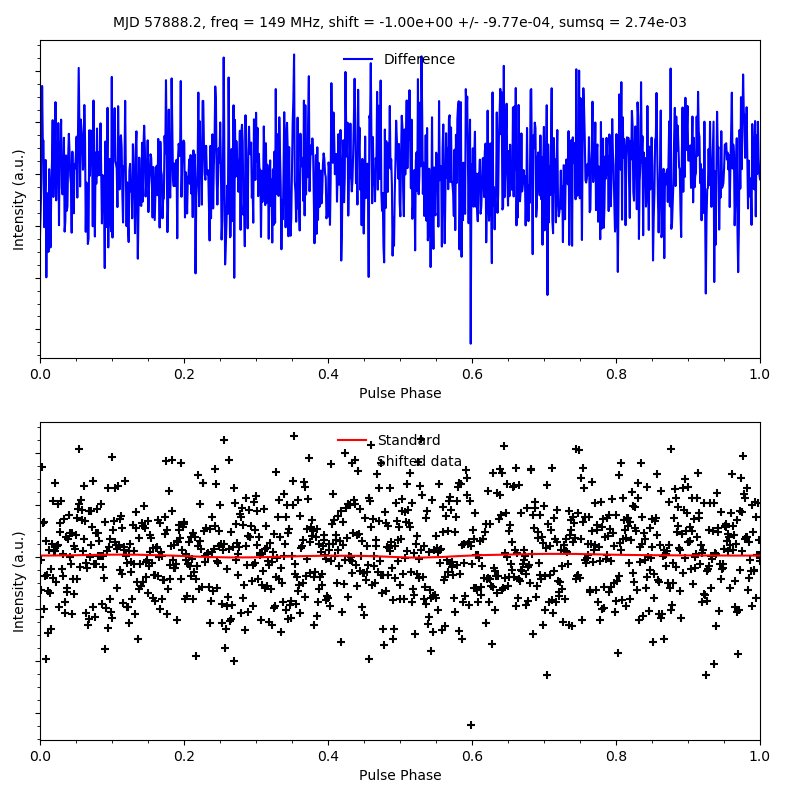 MJD 57888.2, freq = 149 MHz, shift = -1.00e+00 +/- -9.77e-04, sumsq = 2.74e-03
Difference
Intensity (a.u.)
0.0 0.2 0.4 0.6 0.8 1.0
Pulse Phase
Standard
Shifted data
Intensity (a.u.)
0.0 0.2 0.4 0.6 0.8 1.0
Pulse Phase